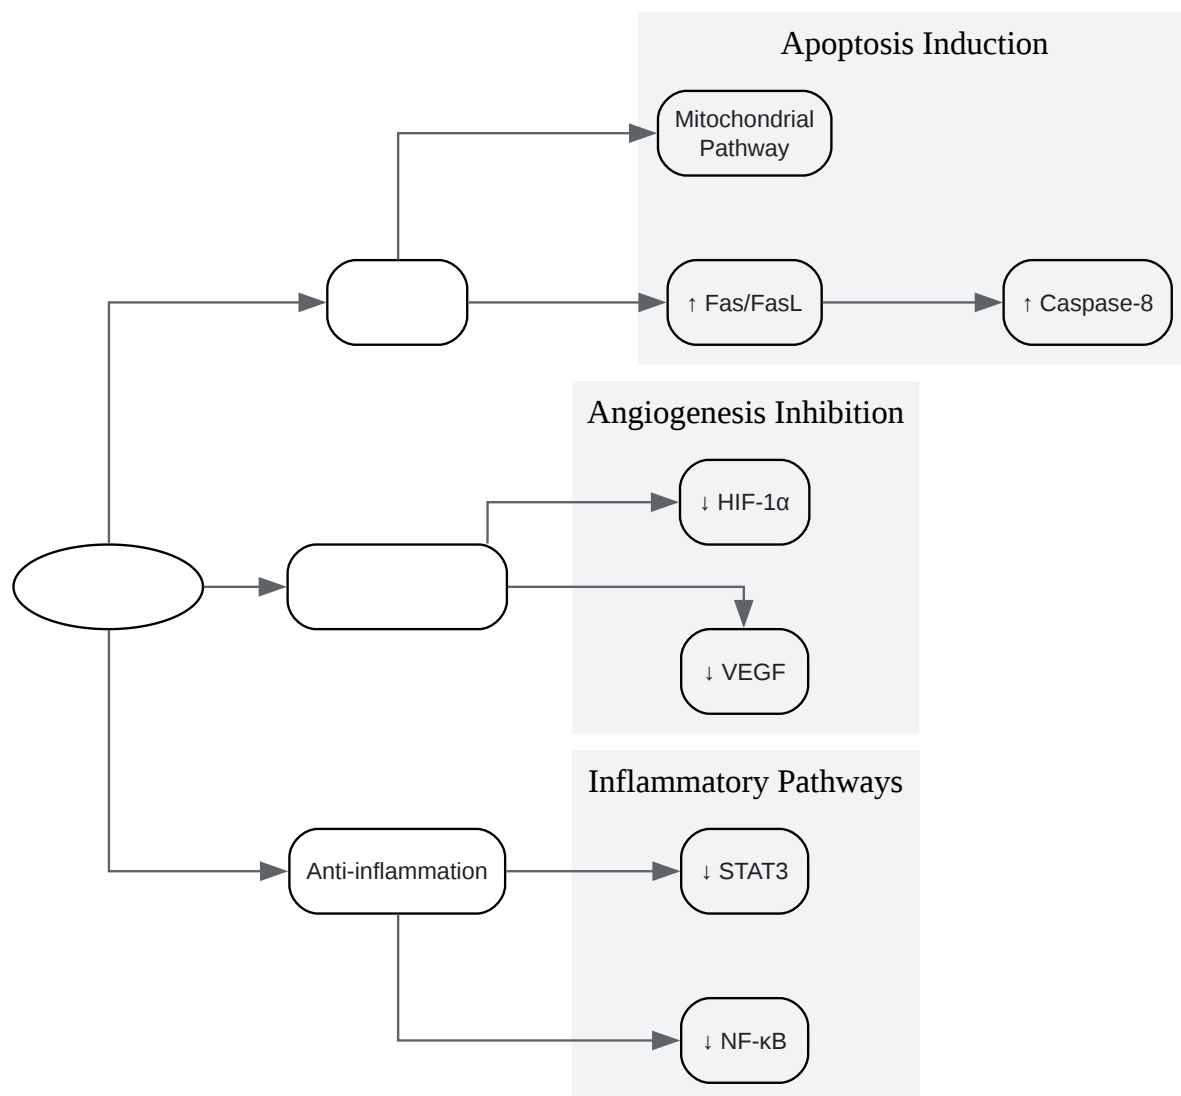 Apoptosis Induction
Mitochondrial
Pathway
↑ Fas/FasL
↑ Caspase-8
Angiogenesis Inhibition
↓ HIF-1α
↓ VEGF
Inflammatory Pathways
Anti-inflammation
↓ STAT3
↓ NF-κB